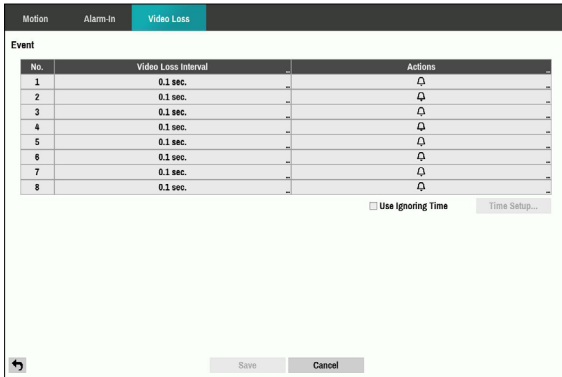 Motion Alarm-In Video Loss
Event
No. Video Loss Interval ... Actions ...
1 0.1 sec. ... ...
2 0.1 sec. ... ...
3 0.1 sec. ... ...
4 0.1 sec. ... ...
5 0.1 sec. ... ...
6 0.1 sec. ... ...
7 0.1 sec. ... ...
8 0.1 sec. ... ...
Use Ignoring Time Time Setup...
Save Cancel